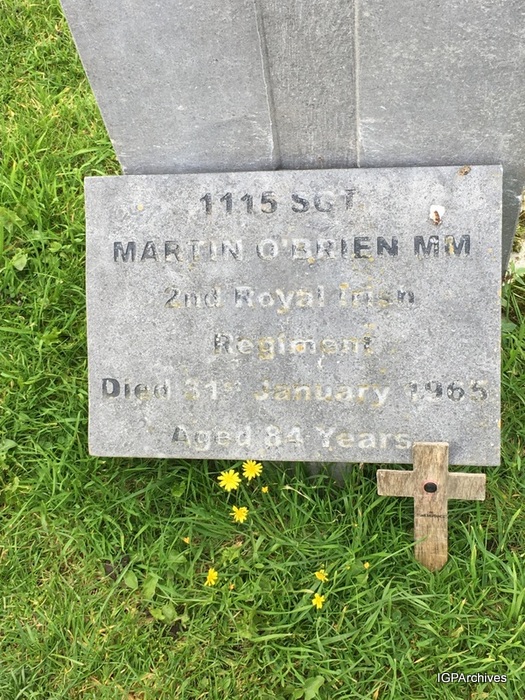 1115 SGT
MARTIN O'BRIEN MM
2nd Royal Irish
Regiment
Died 31st January 1965
Aged 84 Years
IGPArchives